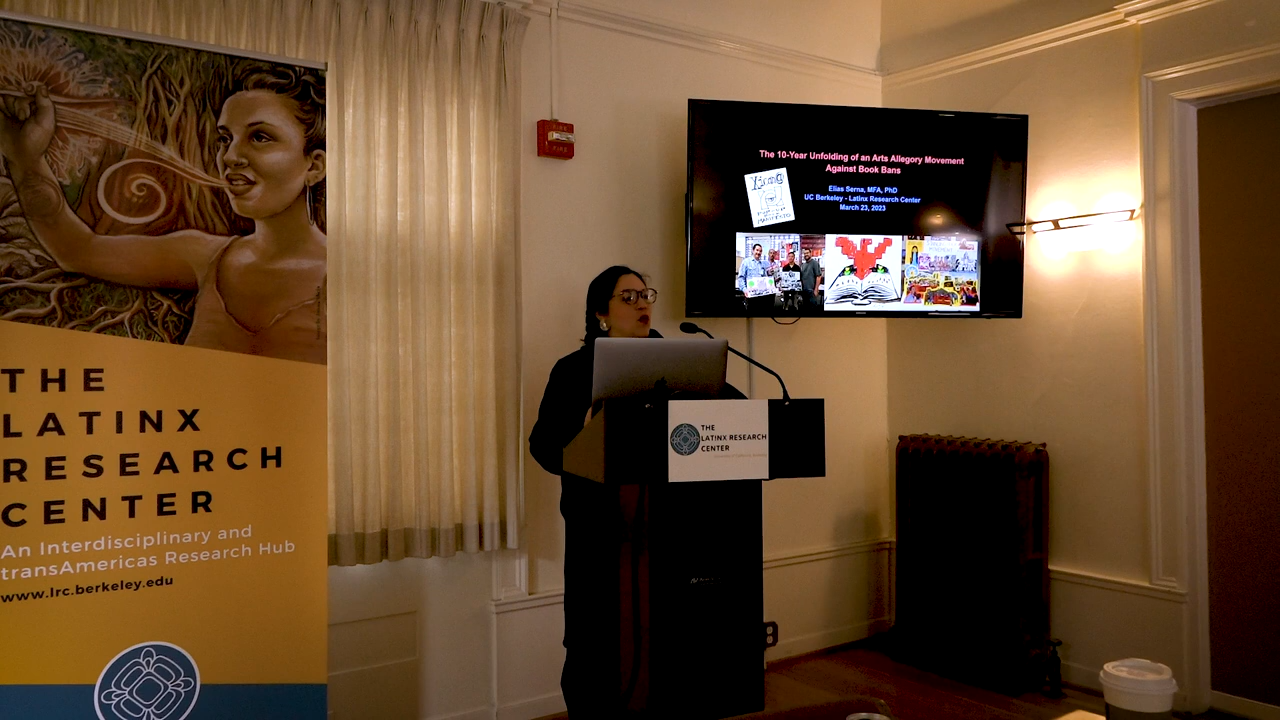 THE
LATINX
RESEARCH
CENTER
An Interdisciplinary and
transAmericas Research Hub
www.lrc.berkeley.edu
FIRE
The 10-Year Unfolding of an Arts Allegory Movement
Against Book Bans
Elias Serna, MFA, PhD
UC Berkeley - Latinx Research Center
March 23, 2023
MANIFESTO
THE
LATINX RESEARCH
CENTER